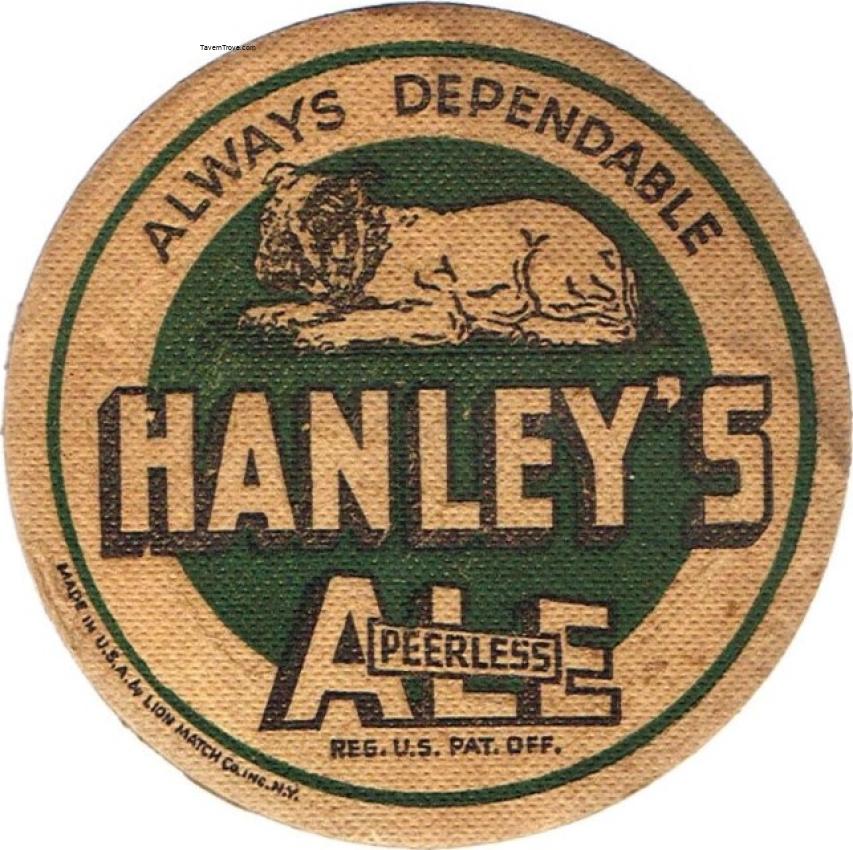 TavernTrove.com
ALWAYS DEPENDABLE
HANLEY'S
ALE
PEERLESS
REG. U.S. PAT. OFF.
MADE IN U.S.A. by LION MATCH Co. INC. N.Y.